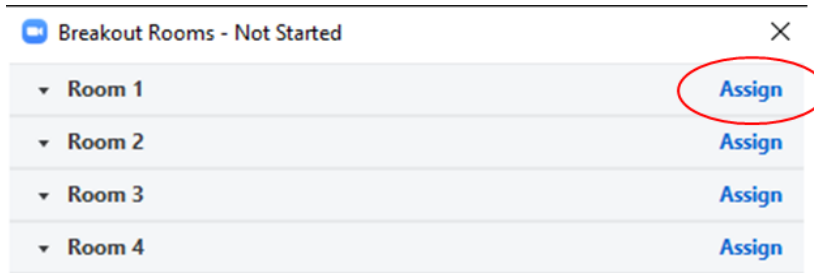 Breakout Rooms - Not Started
Room 1 Assign
Room 2 Assign
Room 3 Assign
Room 4 Assign